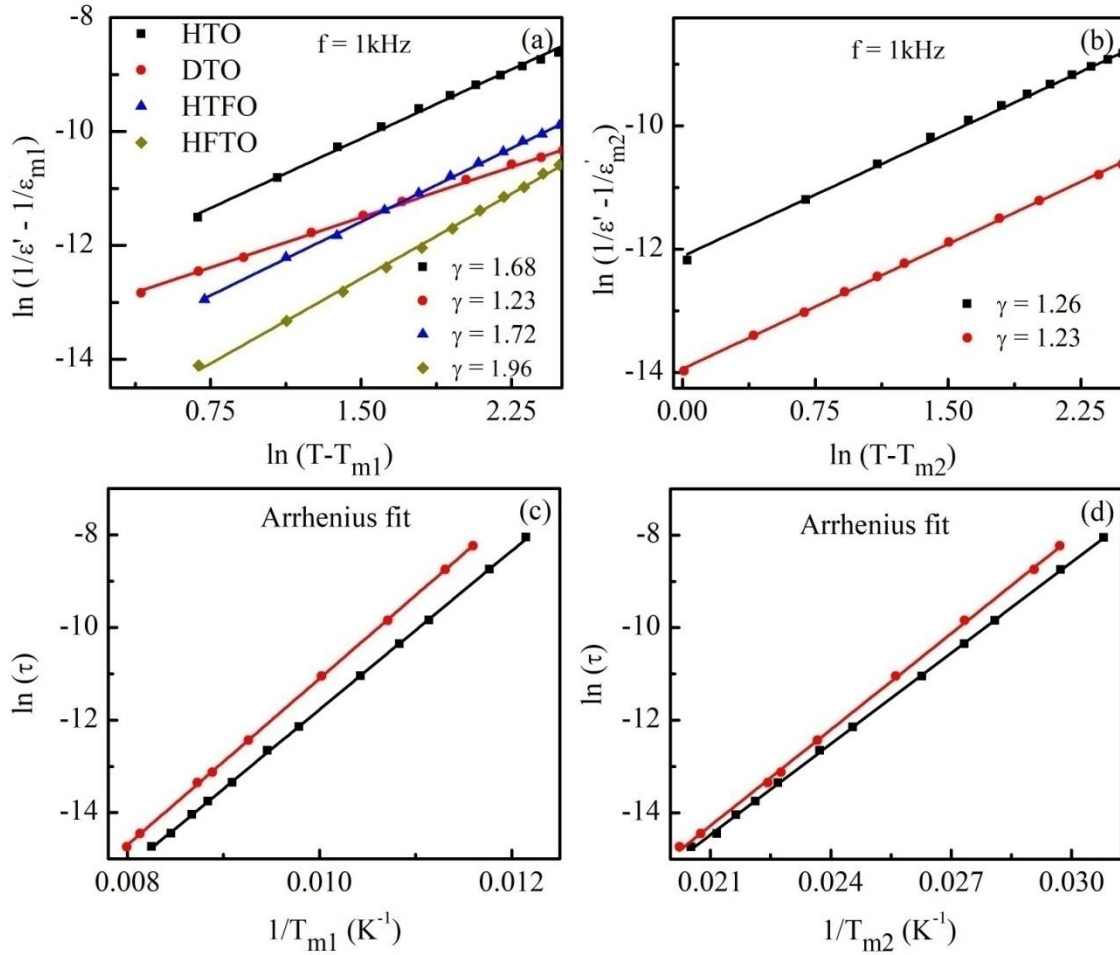 -8
-10
-12
-14
ln (1/ε' - 1/ε'm1)
HTO
DTO
HTFO
HFTO
f = 1kHz
(a)
γ = 1.68
γ = 1.23
γ = 1.72
γ = 1.96
0.75 1.50 2.25
ln (T-Tm1)
-10
-12
-14
ln (1/ε' - 1/ε'm2)
f = 1kHz
(b)
γ = 1.26
γ = 1.23
0.00 0.75 1.50 2.25
ln (T-Tm2)
-8
-10
-12
-14
ln (τ)
Arrhenius fit
(c)
0.008 0.010 0.012
1/Tm1 (K-1)
-8
-10
-12
-14
ln (τ)
Arrhenius fit
(d)
0.021 0.024 0.027 0.030
1/Tm2 (K-1)